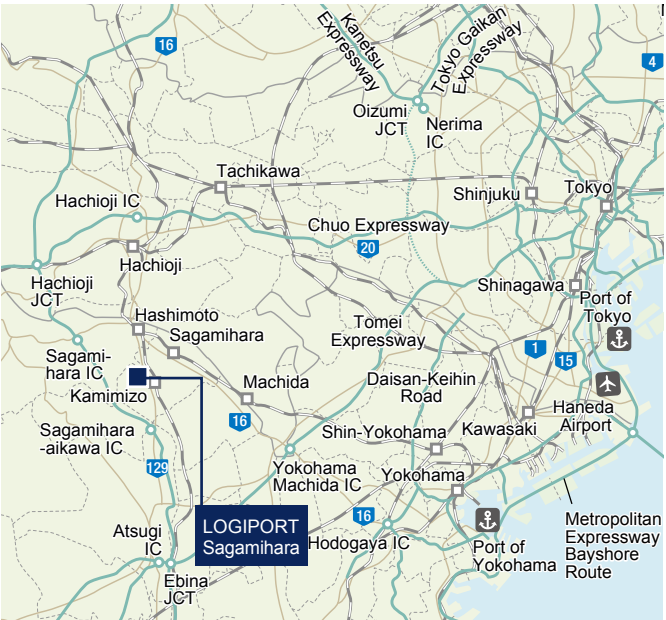 16
Kanetsu
Expressway
Tokyo Gaikan
Expressway
4
Oizumi
JCT
Nerima
IC
Tachikawa
Shinjuku
Tokyo
Hachioji IC
Chuo Expressway
20
Hachioji
Hachioji
JCT
Shinagawa
Port of
Tokyo
Hashimoto
Sagamihara
Tomei
Expressway
1
15
Sagami-
hara IC
Kamimizo
Machida
Daisan-Keihin
Road
Haneda
Airport
16
Sagamihara
-aikawa IC
Shin-Yokohama
Kawasaki
129
Yokohama
Machida IC
Yokohama
LOGIPORT
Sagamihara
16
Hodogaya IC
Port of
Yokohama
Metropolitan
Expressway
Bayshore
Route
Atsugi
IC
Ebina
JCT